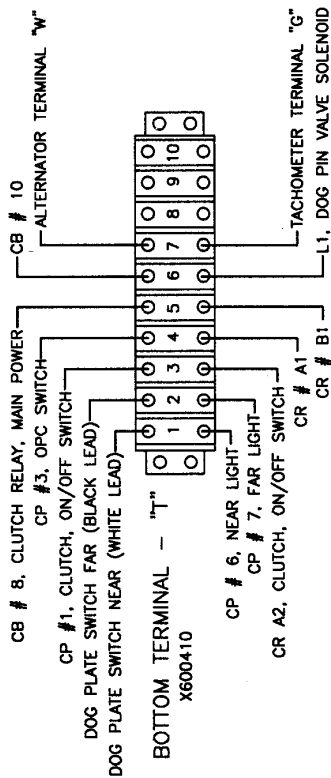 CB # 8, CLUTCH RELAY, MAIN POWER
CP #3, OPC SWITCH
CP #1, CLUTCH, ON/OFF SWITCH
DOG PLATE SWITCH FAR (BLACK LEAD)
DOG PLATE SWITCH NEAR (WHITE LEAD)
CB # 10
ALTERNATOR TERMINAL "W"
1 2 3 4 5 6 7 8 9 10
BOTTOM TERMINAL - "T"
X600410
CP # 6, NEAR LIGHT
CP # 7, FAR LIGHT
CR A2, CLUTCH, ON/OFF SWITCH
CR # A1
CR # B1
TACHOMETER TERMINAL "G"
L1, DOG PIN VALVE SOLENOID